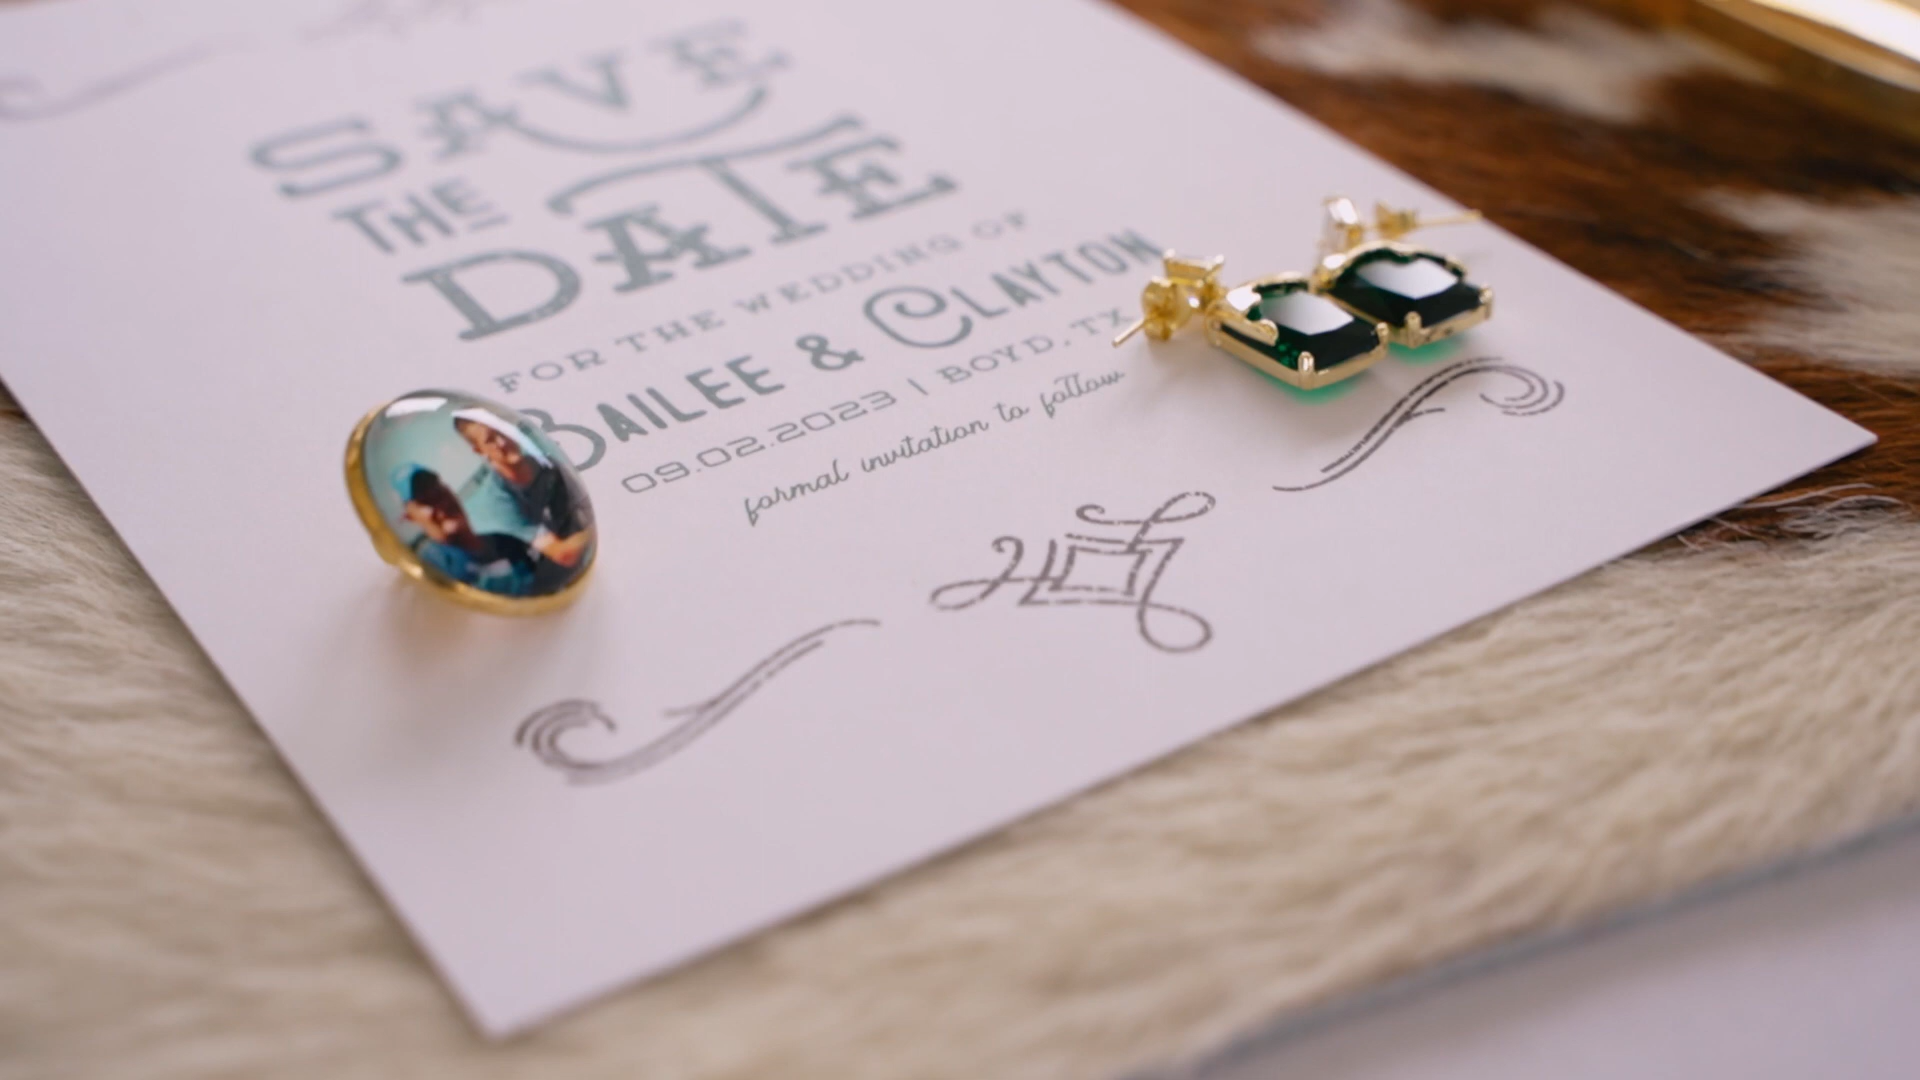 SAVE
THE
DATE
FOR THE WEDDING OF
BAILEE & CLAYTON
09.02.2023 | BOYD, TX
formal invitation to follow